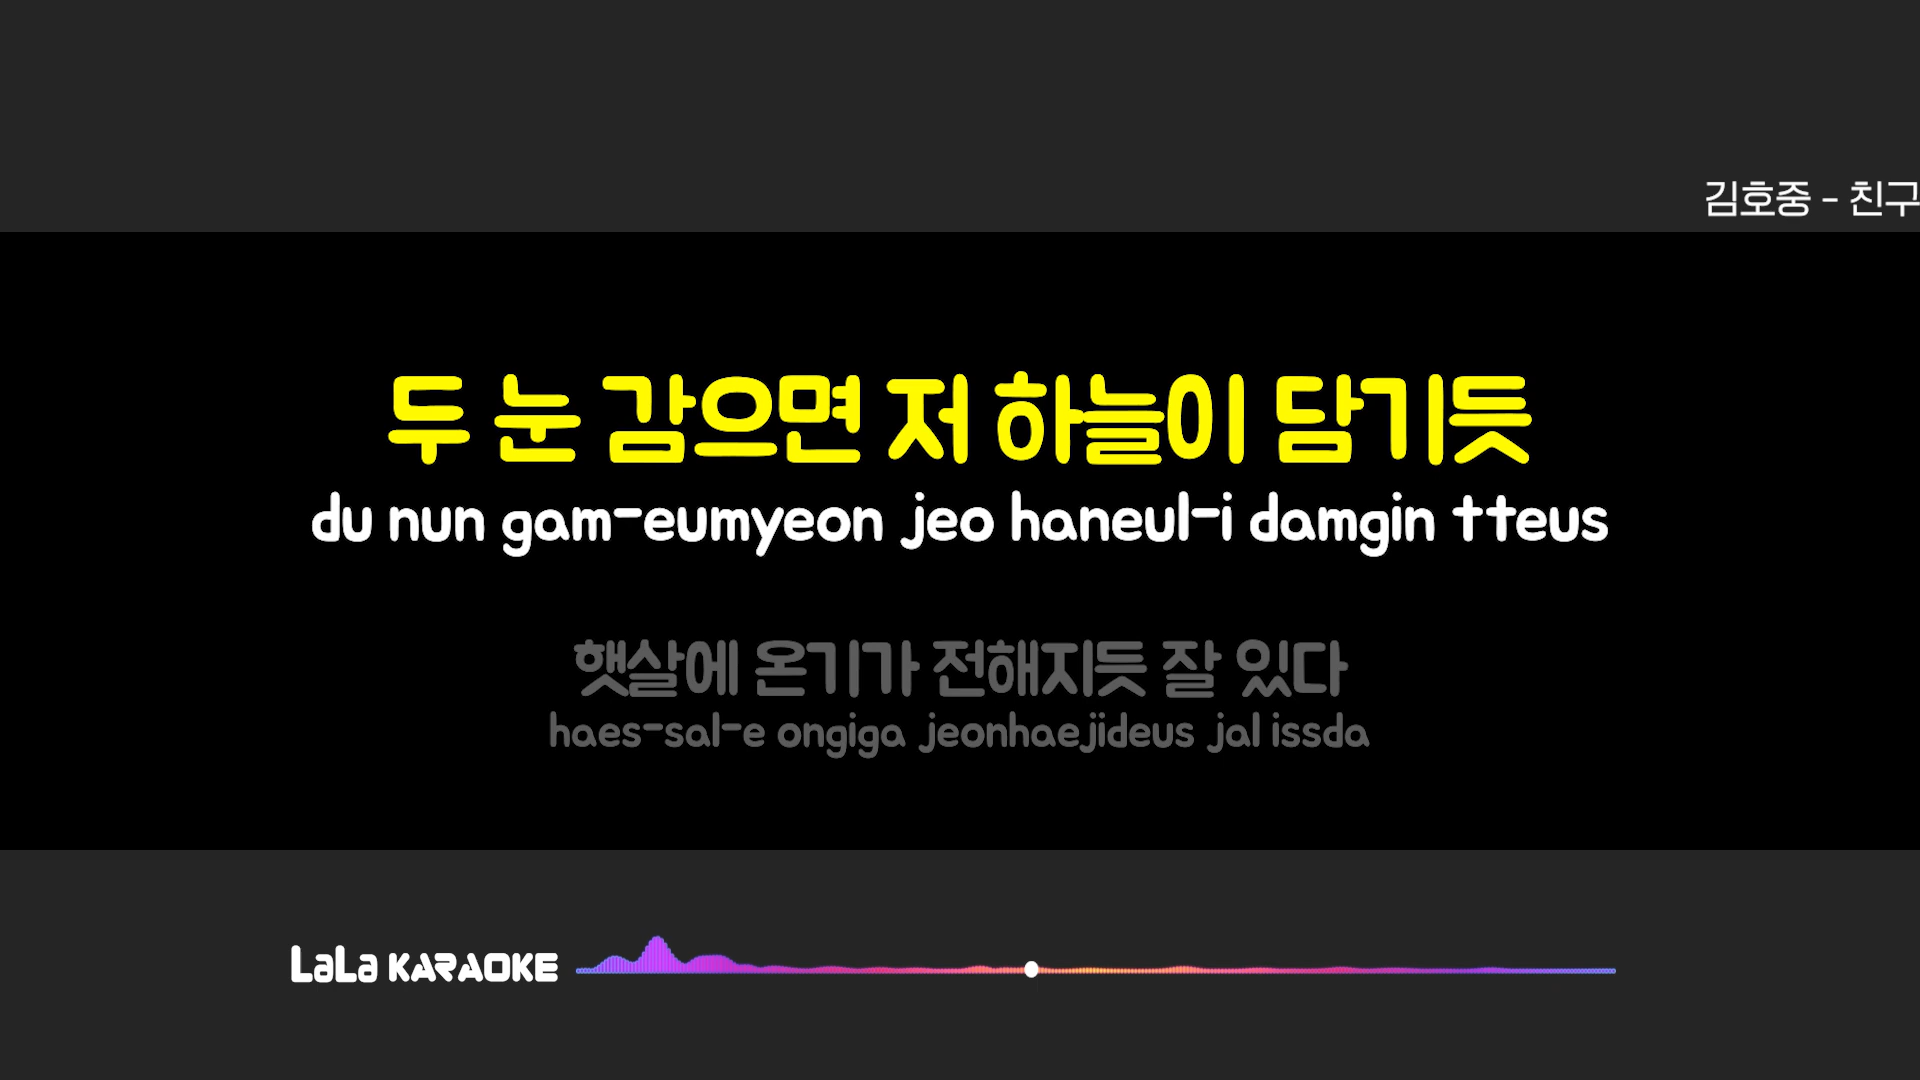 김호중 - 친구
두 눈 감으면 저 하늘이 담기듯
du nun gam-eumyeon jeo haneul-i damgin tteus
햇살에 온기가 전해지듯 잘 있다
haes-sal-e ongiga jeonhaejideus jal issda
LaLa KARAOKE